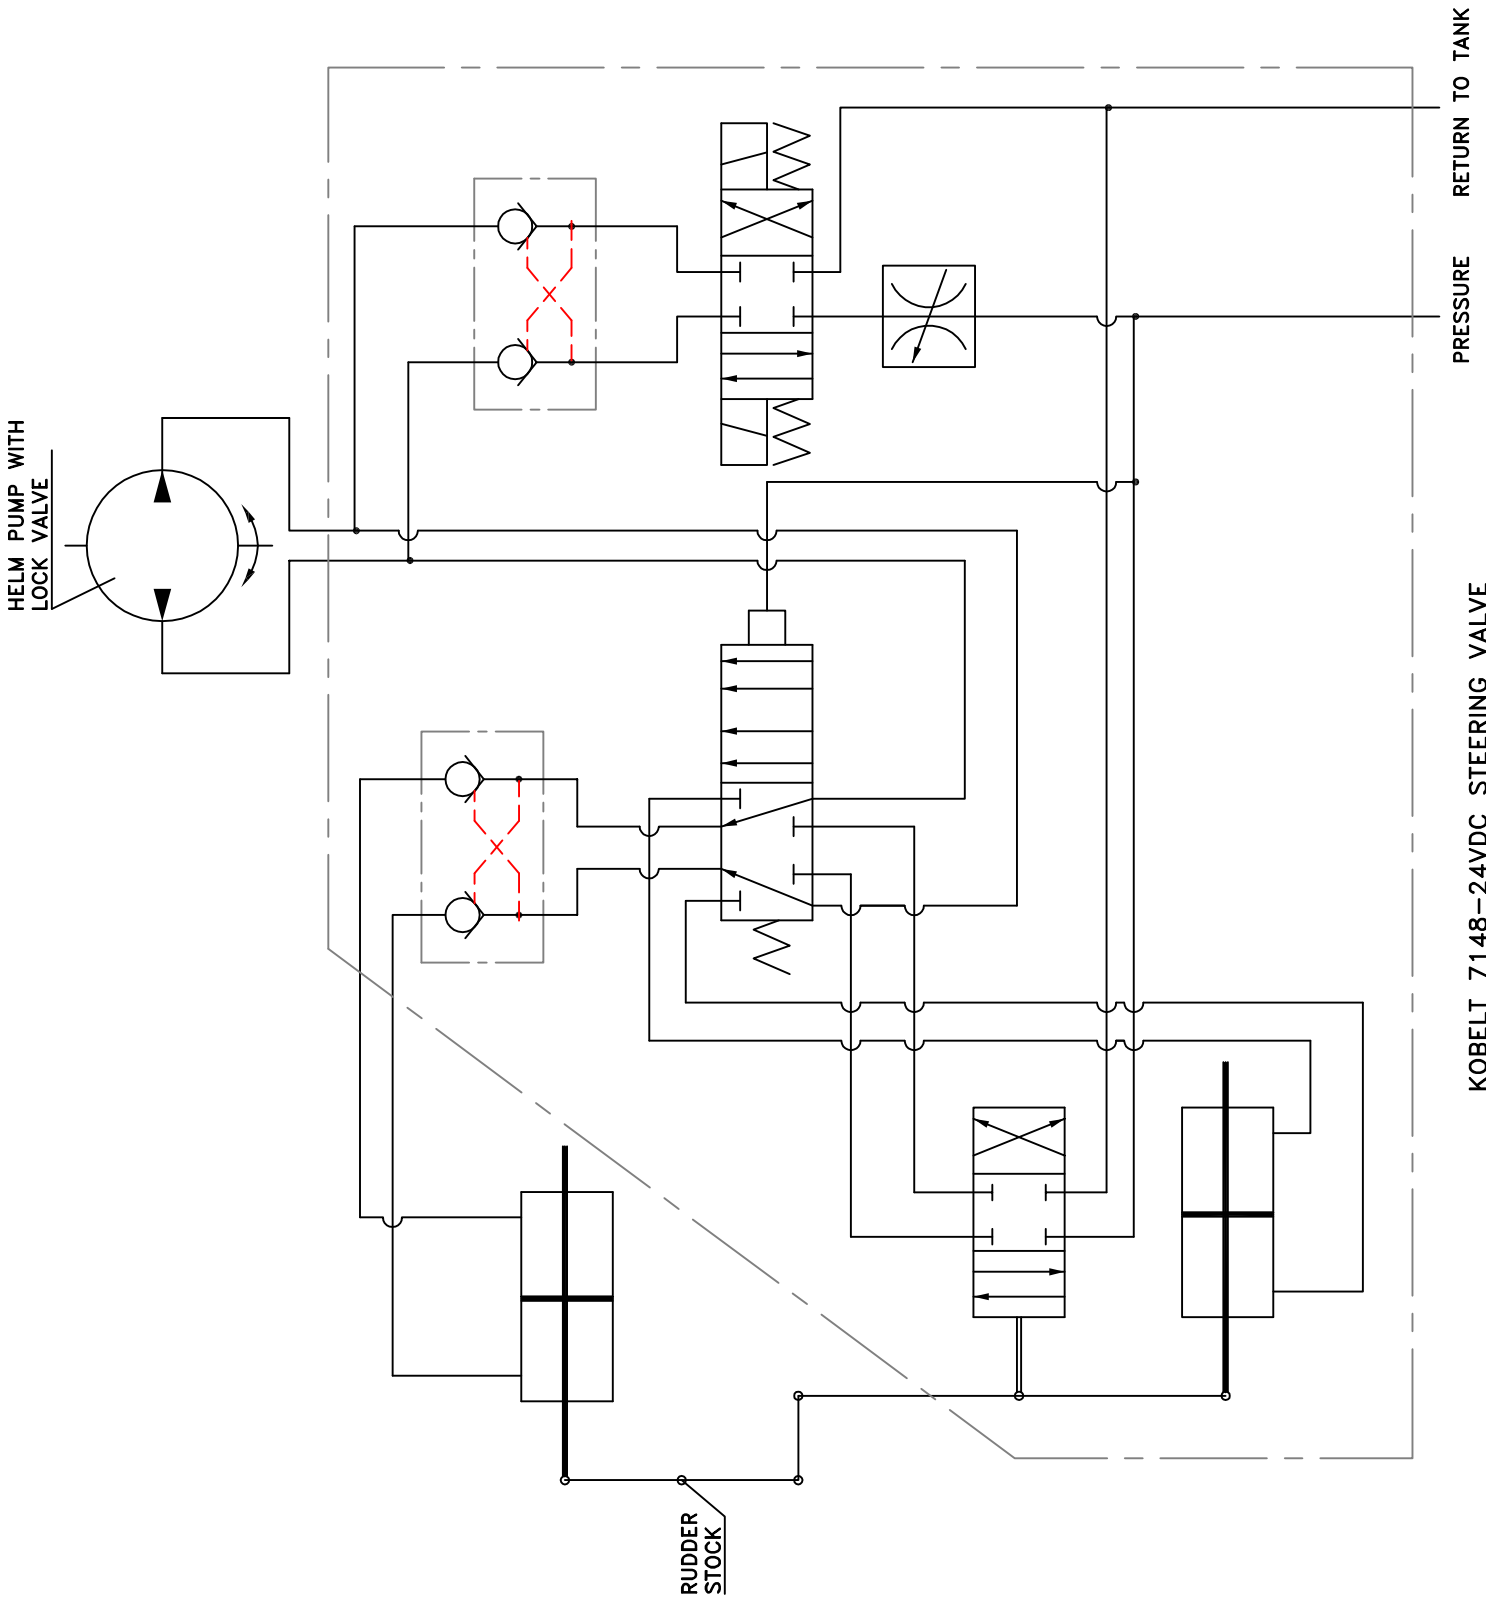 HELM PUMP WITH
LOCK VALVE
RUDDER
STOCK
PRESSURE
RETURN TO TANK
KOBELT 7148-24VDC STEERING VALVE